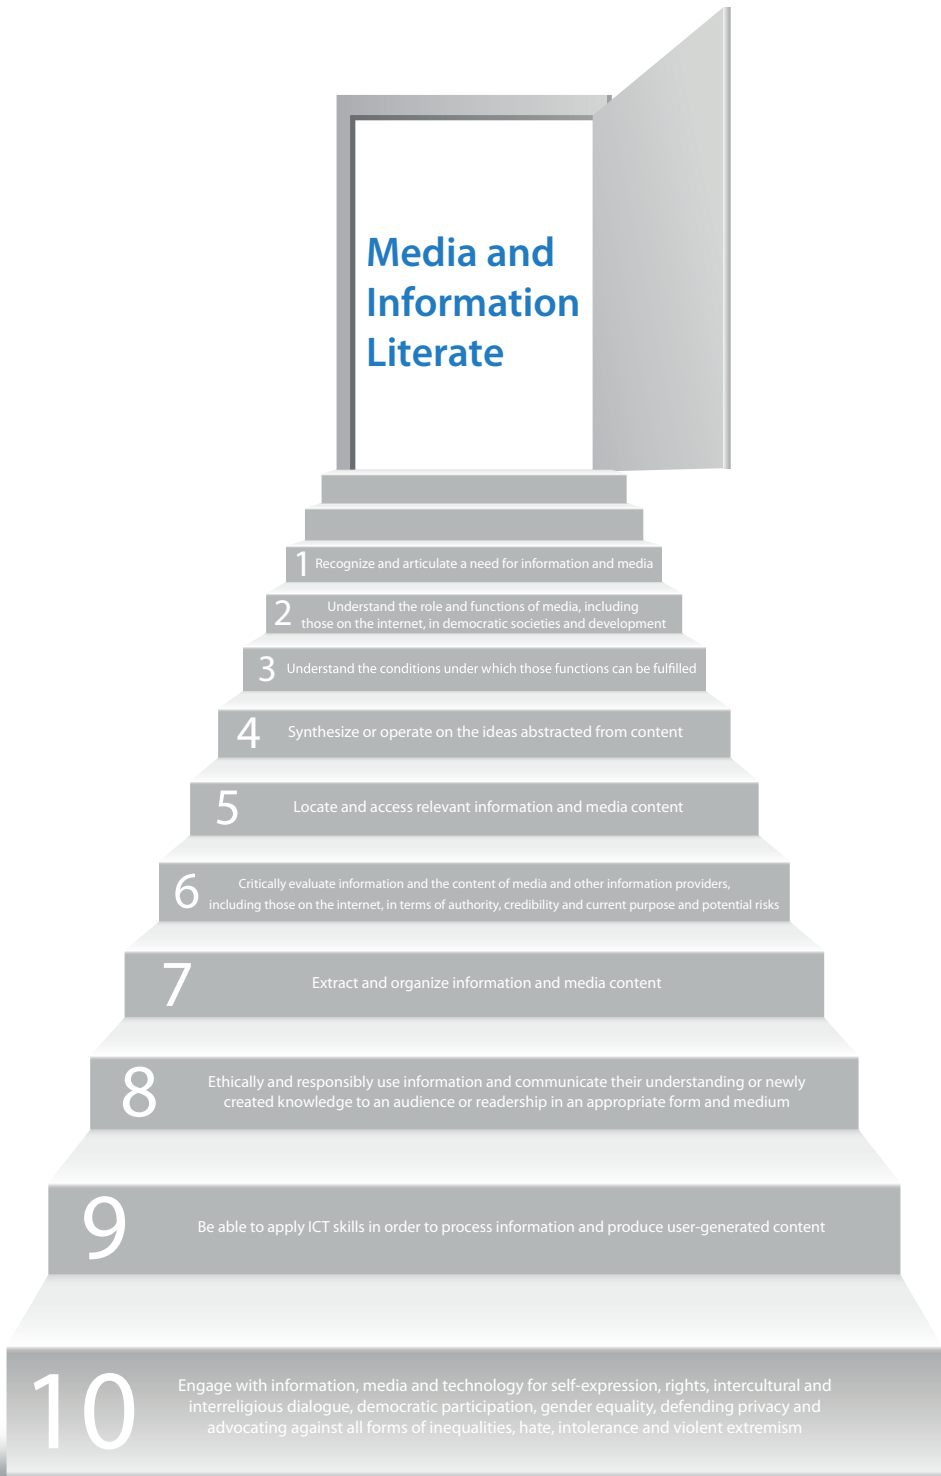 Media and
Information
Literate
1 Recognize and articulate a need for information and media
2 Understand the role and functions of media, including
those on the internet, in democratic societies and development
3 Understand the conditions under which those functions can be fulfilled
4 Synthesize or operate on the ideas abstracted from content
5 Locate and access relevant information and media content
6 Critically evaluate information and the content of media and other information providers,
including those on the internet, in terms of authority, credibility and current purpose and potential risks
7 Extract and organize information and media content
8 Ethically and responsibly use information and communicate their understanding or newly
created knowledge to an audience or readership in an appropriate form and medium
9 Be able to apply ICT skills in order to process information and produce user-generated content
10 Engage with information, media and technology for self-expression, rights, intercultural and
interreligious dialogue, democratic participation, gender equality, defending privacy and
advocating against all forms of inequalities, hate, intolerance and violent extremism